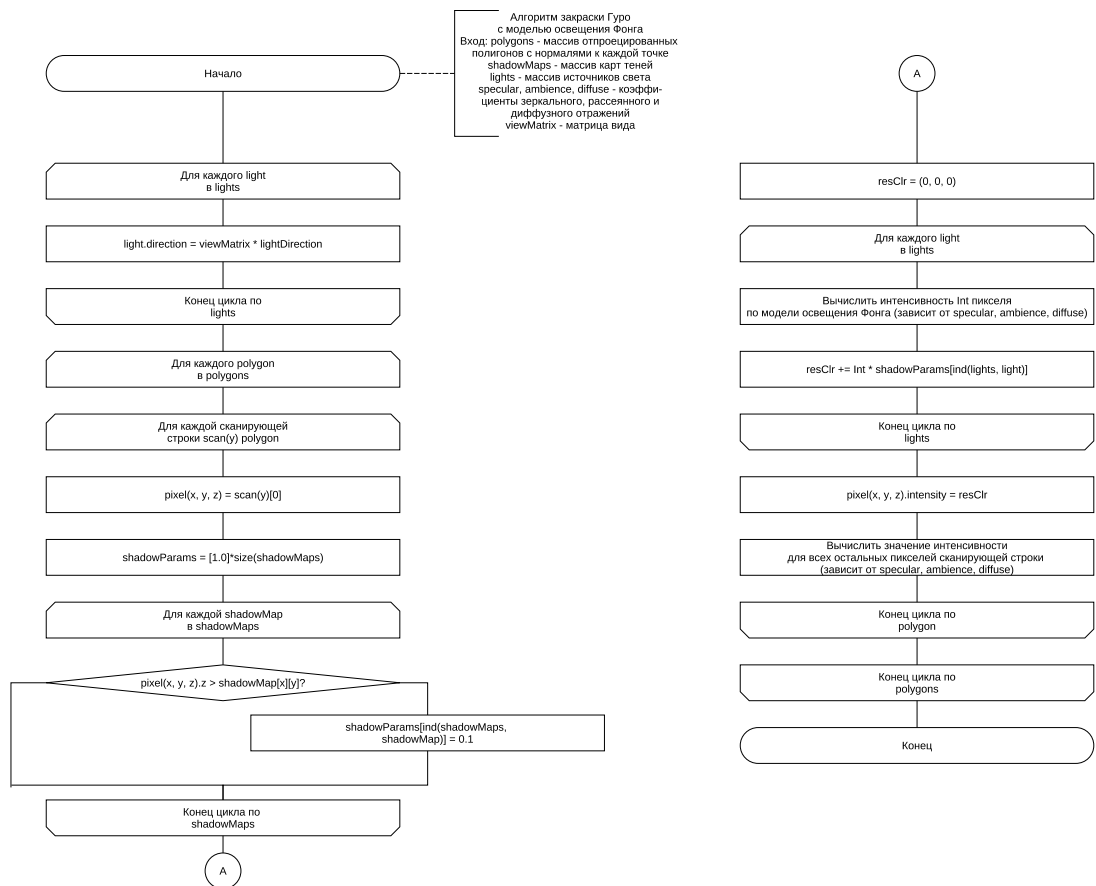 Алгоритм закраски Гуро
с моделью освещения Фонга
Вход: polygons - массив отпроецированных
полигонов с нормалями к каждой точке
shadowMaps - массив карт теней
lights - массив источников света
specular, ambience, diffuse - коэффи-
циенты зеркального, рассеянного и
диффузного отражений
viewMatrix - матрица вида
Начало
Для каждого light
в lights
light.direction = viewMatrix * lightDirection
Конец цикла по
lights
Для каждого polygon
в polygons
Для каждой сканирующей
строки scan(y) polygon
pixel(x, y, z) = scan(y)[0]
shadowParams = [1.0]*size(shadowMaps)
Для каждой shadowMap
в shadowMaps
pixel(x, y, z).z > shadowMap[x][y]?
shadowParams[ind(shadowMaps,
shadowMap)] = 0.1
Конец цикла по
shadowMaps
A
A
resClr = (0, 0, 0)
Для каждого light
в lights
Вычислить интенсивность Int пикселя
по модели освещения Фонга (зависит от specular, ambience, diffuse)
resClr += Int * shadowParams[ind(lights, light)]
Конец цикла по
lights
pixel(x, y, z).intensity = resClr
Вычислить значение интенсивности
для всех остальных пикселей сканирующей строки
(зависит от specular, ambience, diffuse)
Конец цикла по
polygon
Конец цикла по
polygons
Конец